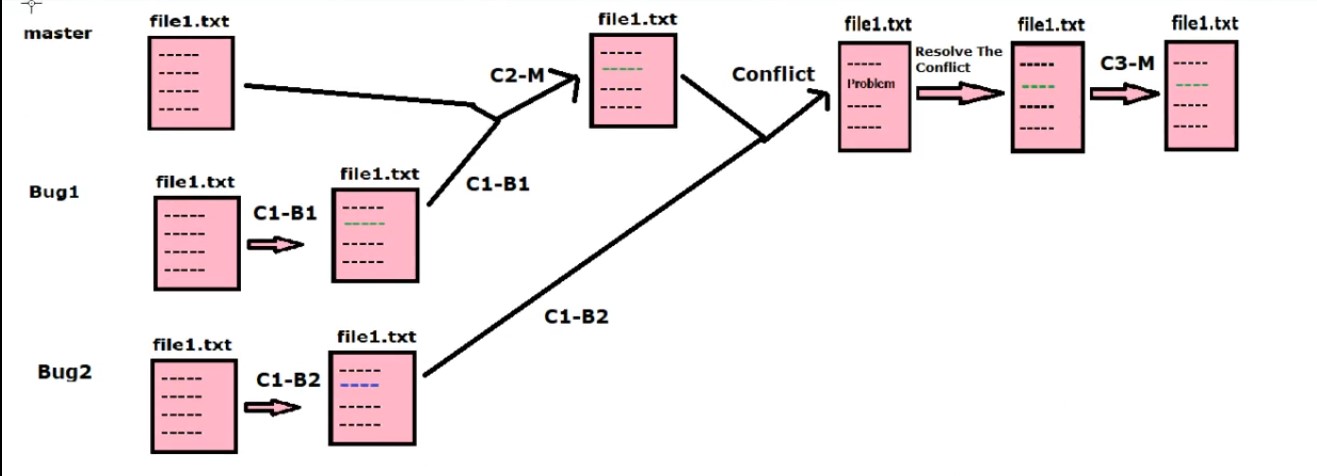 master
file1.txt
file1.txt
file1.txt
file1.txt
file1.txt
C2-M
Conflict
Problem
Resolve The
Conflict
C3-M
Bug1
file1.txt
C1-B1
file1.txt
C1-B1
Bug2
file1.txt
C1-B2
file1.txt
C1-B2